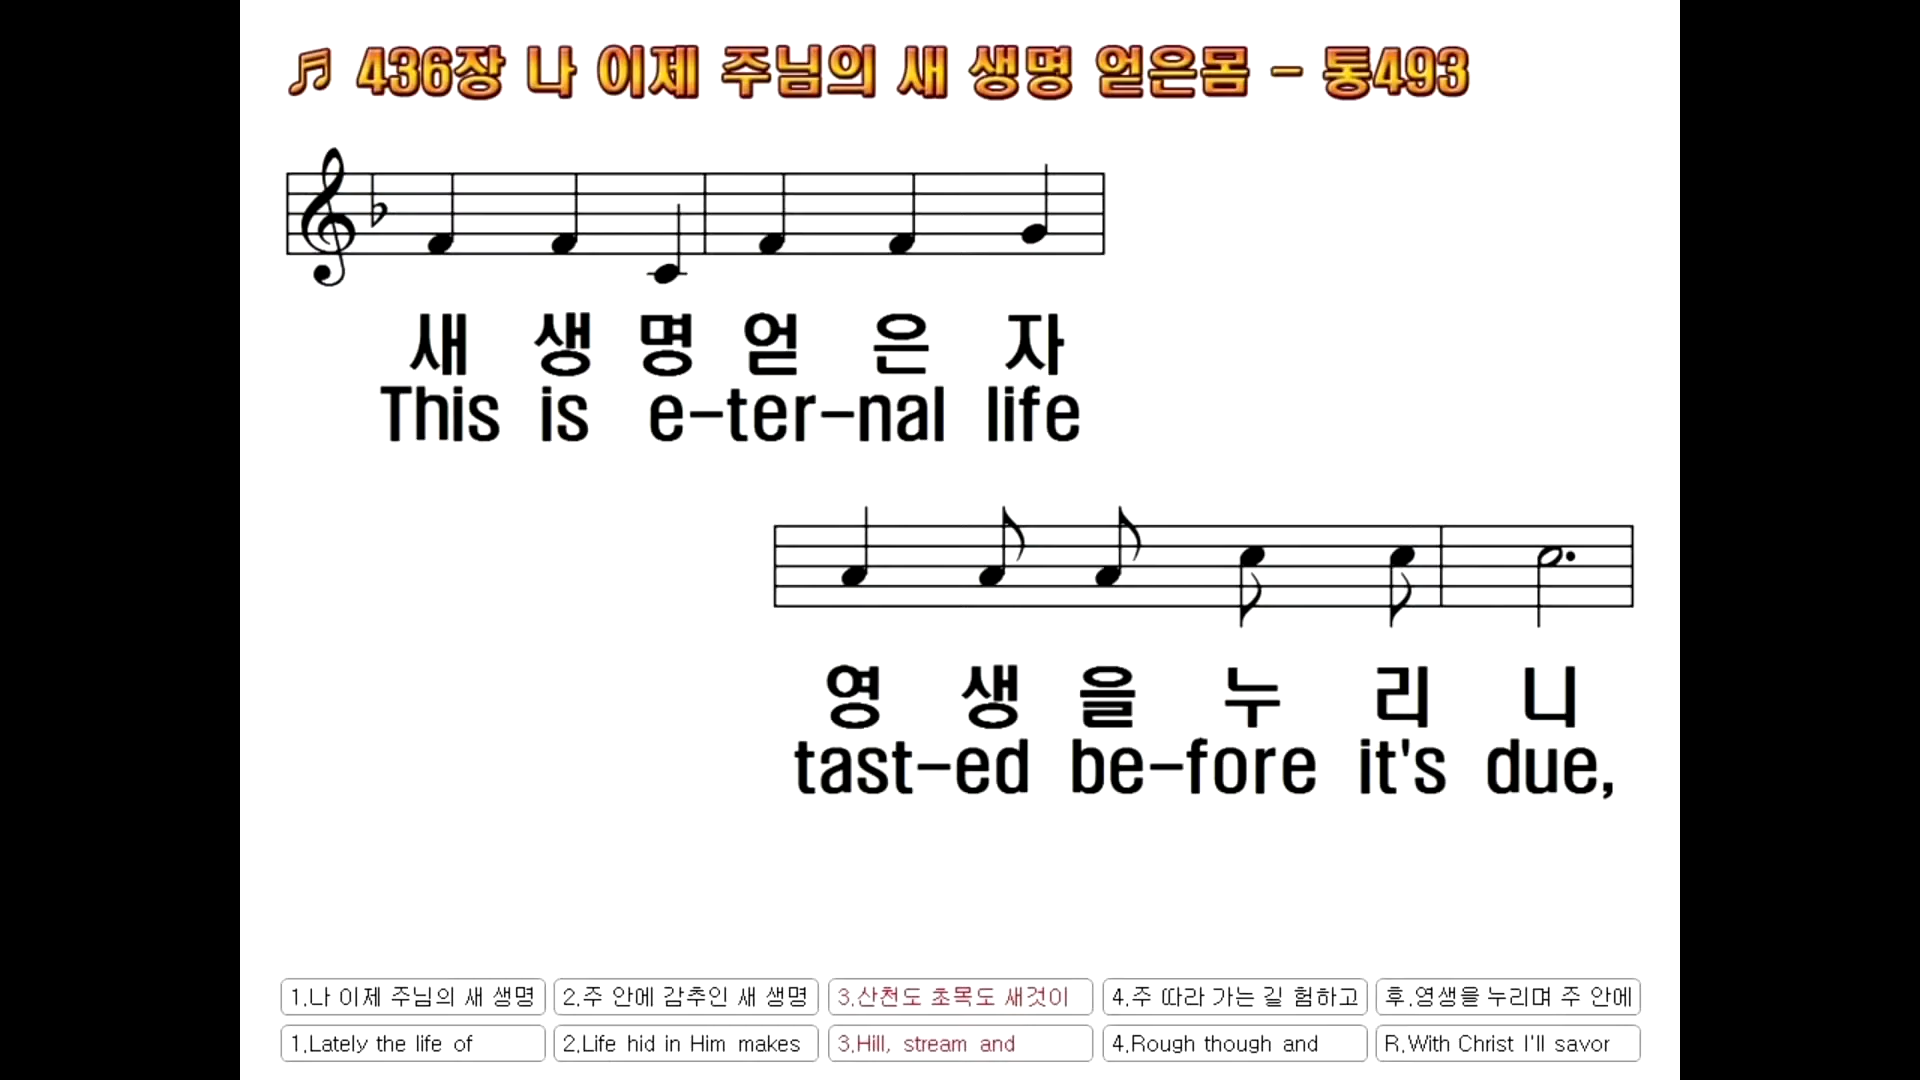 ♬ 436장 나 이제 주님의 새 생명 얻은몸 - 통493
새 생 명 얻 은 자
This is e-ter-nal life
영 생 을 누 리 니
tast-ed be-fore it's due,
1.나 이제 주님의 새 생명 2.주 안에 감추인 새 생명 3.산천도 초목도 새것이 4.주 따라 가는 길 험하고 후.영생을 누리며 주 안에
1.Lately the life of 2.Life hid in Him makes 3.Hill, stream and 4.Rough though and R.With Christ I'll savor